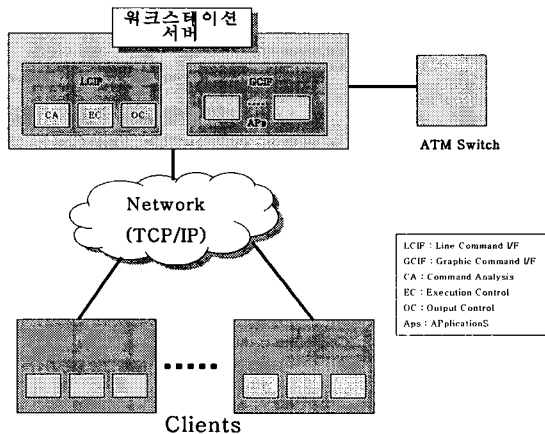 워크스테이션
서버
LCIF
GCIF
CA
EC
OC
APs
ATM Switch
Network
(TCP/IP)
LCIF : Line Command I/F
GCIF : Graphic Command I/F
CA : Command Analysis
EC : Execution Control
OC : Output Control
Aps : APplicationS
Clients